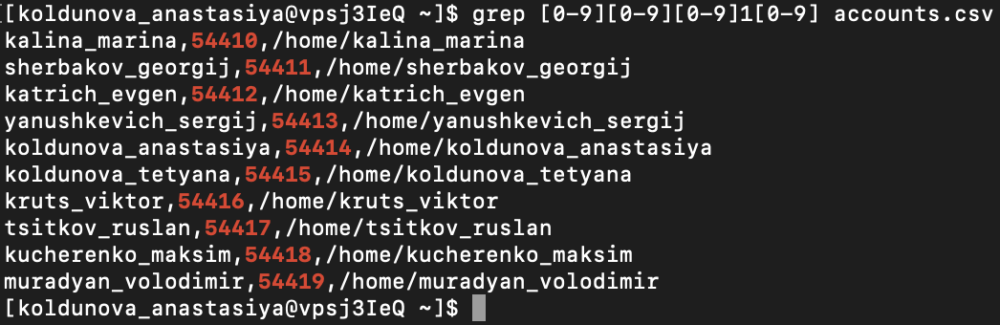 [koldunova_anastasiya@vpsj3IeQ ~]$ grep [0-9][0-9][0-9]1[0-9] accounts.csv
kalina_marina,54410,/home/kalina_marina
sherbakov_georgij,54411,/home/sherbakov_georgij
katrich_evgen,54412,/home/katrich_evgen
yanushkevich_sergij,54413,/home/yanushkevich_sergij
koldunova_anastasiya,54414,/home/koldunova_anastasiya
koldunova_tetyana,54415,/home/koldunova_tetyana
kruts_viktor,54416,/home/kruts_viktor
tsitkov_ruslan,54417,/home/tsitkov_ruslan
kucherenko_maksim,54418,/home/kucherenko_maksim
muradyan_volodimir,54419,/home/muradyan_volodimir
[koldunova_anastasiya@vpsj3IeQ ~]$